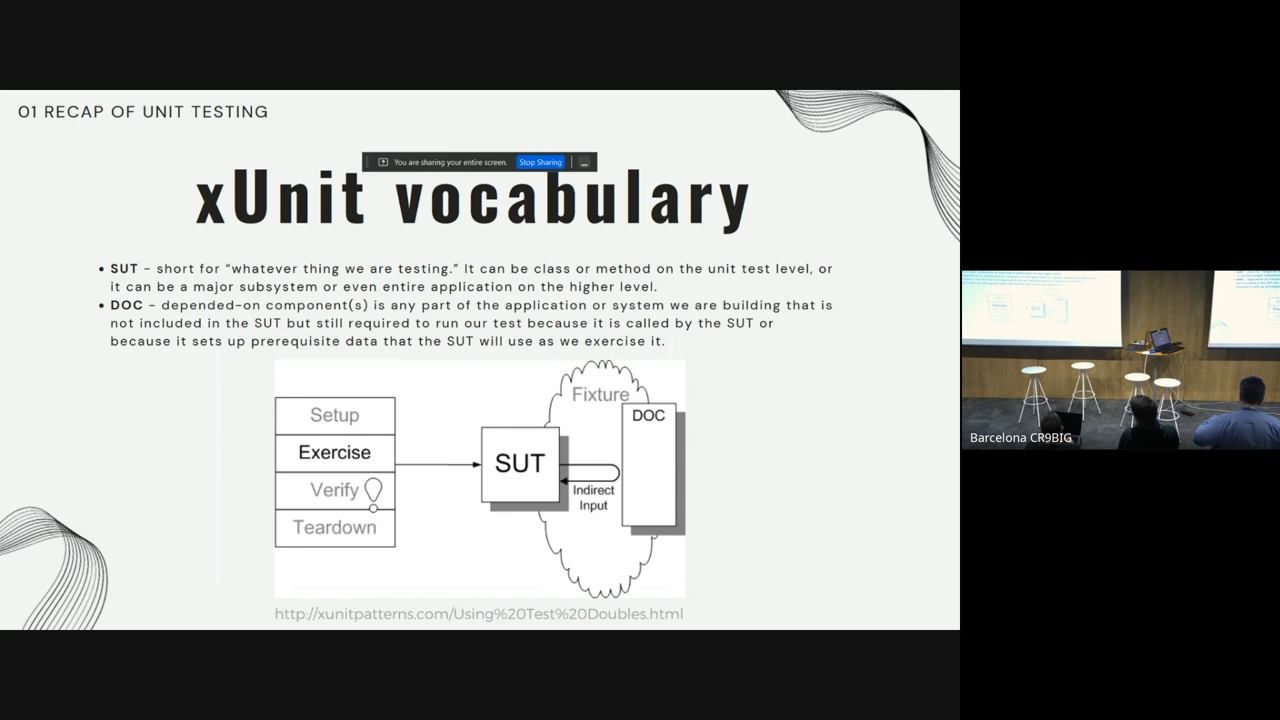 01 RECAP OF UNIT TESTING
You are sharing your entire screen. Stop Sharing
xUnit vocabulary
• SUT – short for “whatever thing we are testing.” It can be class or method on the unit test level, or
it can be a major subsystem or even entire application on the higher level.
• DOC – depended-on component(s) is any part of the application or system we are building that is
not included in the SUT but still required to run our test because it is called by the SUT or
because it sets up prerequisite data that the SUT will use as we exercise it.
Setup
Exercise
Verify
Teardown
SUT
Fixture
DOC
Indirect
Input
http://xunitpatterns.com/Using%20Test%20Doubles.html
Barcelona CR9BIG